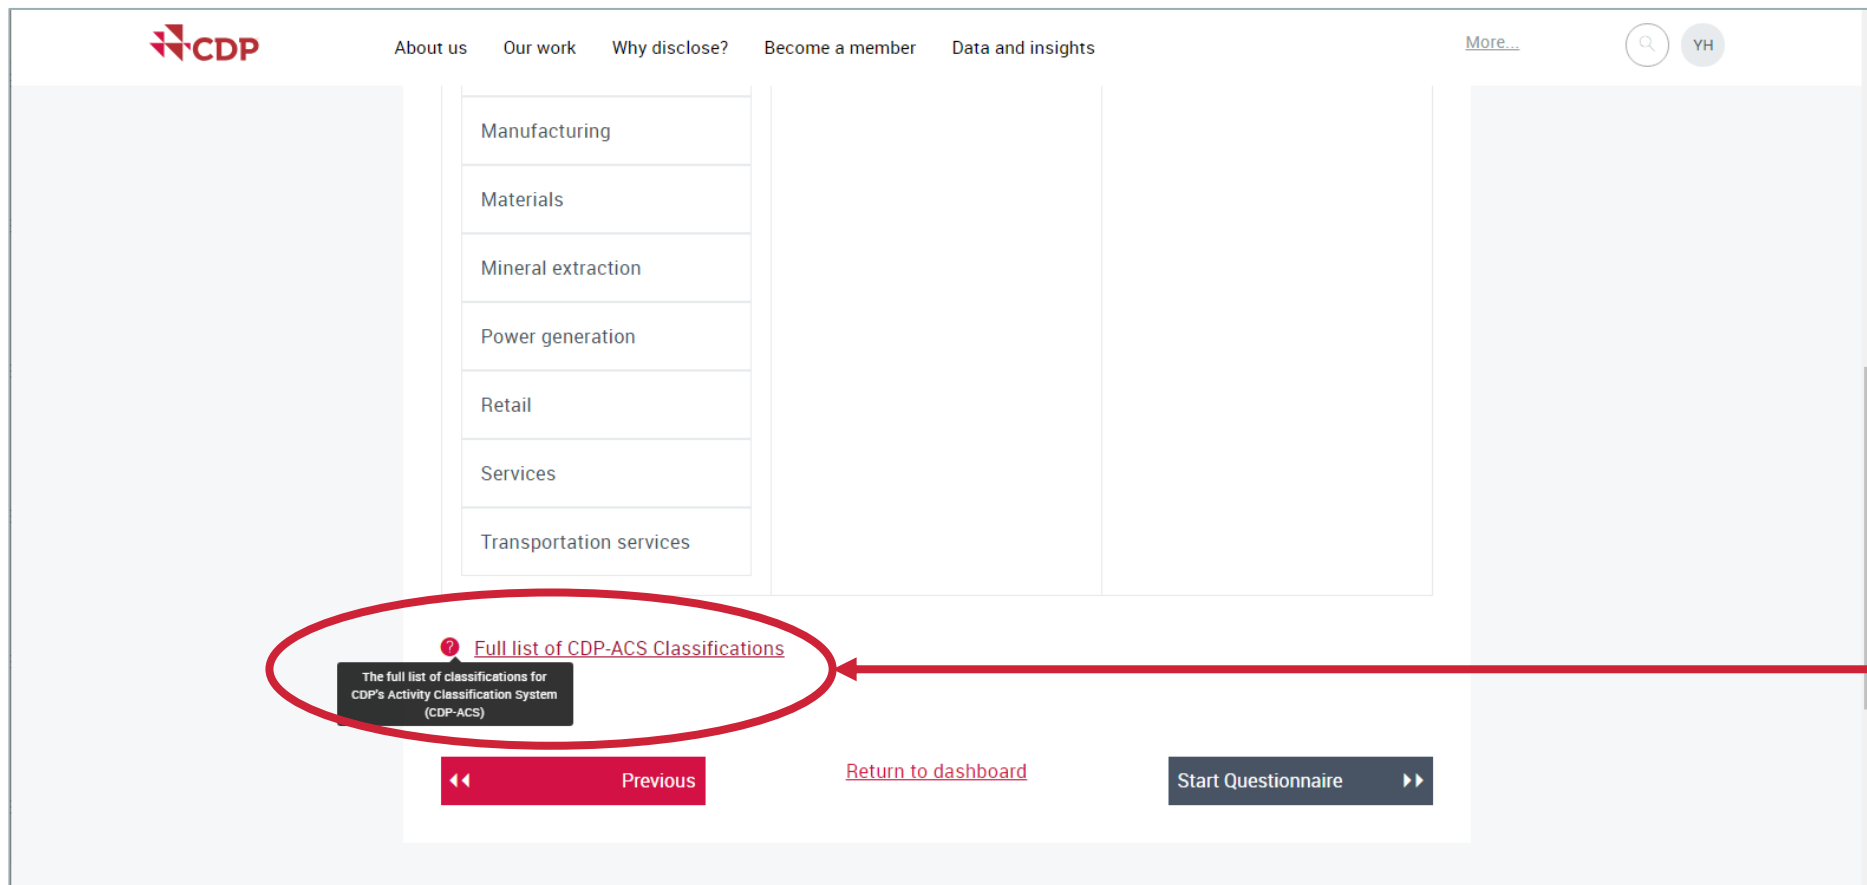 CDP
About us Our work Why disclose? Become a member Data and insights More... YH
Manufacturing
Materials
Mineral extraction
Power generation
Retail
Services
Transportation services
? Full list of CDP-ACS Classifications
The full list of classifications for
CDP's Activity Classification System
(CDP-ACS)
Previous Return to dashboard Start Questionnaire